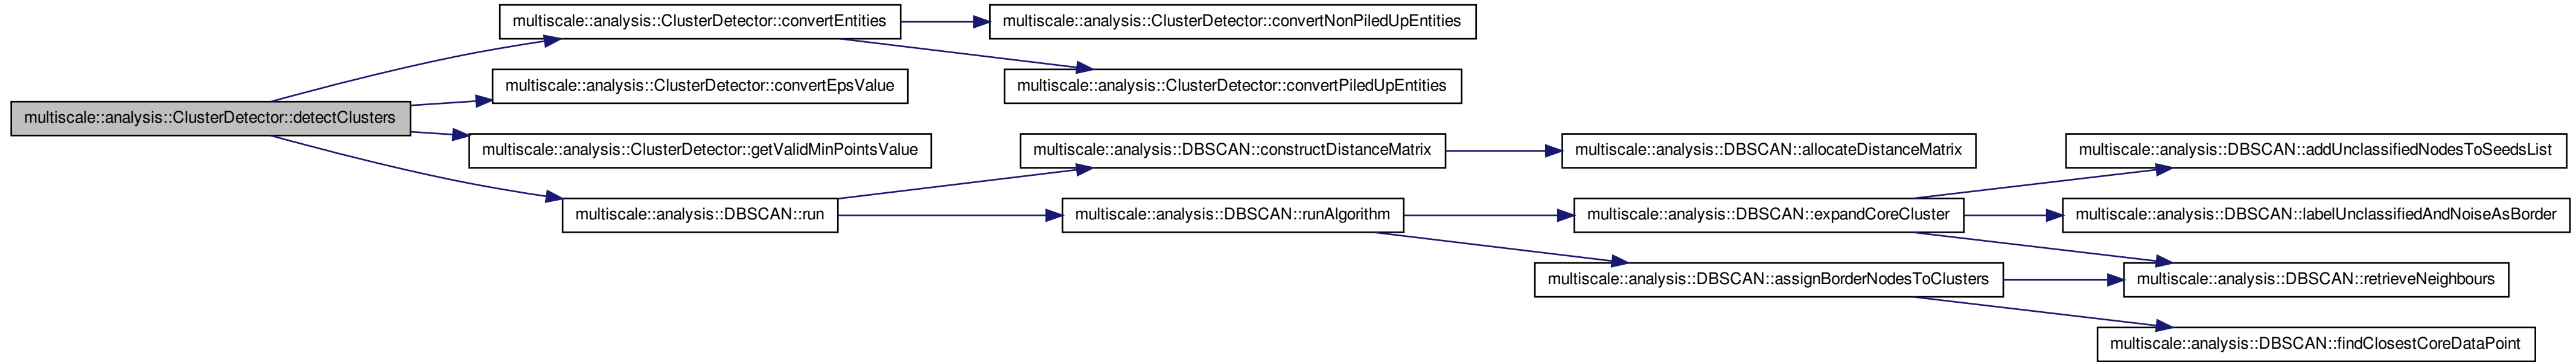 multiscale::analysis::ClusterDetector::detectClusters
multiscale::analysis::ClusterDetector::convertEntities
multiscale::analysis::ClusterDetector::convertNonPiledUpEntities
multiscale::analysis::ClusterDetector::convertPiledUpEntities
multiscale::analysis::ClusterDetector::convertEpsValue
multiscale::analysis::ClusterDetector::getValidMinPointsValue
multiscale::analysis::DBSCAN::run
multiscale::analysis::DBSCAN::constructDistanceMatrix
multiscale::analysis::DBSCAN::allocateDistanceMatrix
multiscale::analysis::DBSCAN::runAlgorithm
multiscale::analysis::DBSCAN::expandCoreCluster
multiscale::analysis::DBSCAN::assignBorderNodesToClusters
multiscale::analysis::DBSCAN::addUnclassifiedNodesToSeedsList
multiscale::analysis::DBSCAN::labelUnclassifiedAndNoiseAsBorder
multiscale::analysis::DBSCAN::retrieveNeighbours
multiscale::analysis::DBSCAN::findClosestCoreDataPoint